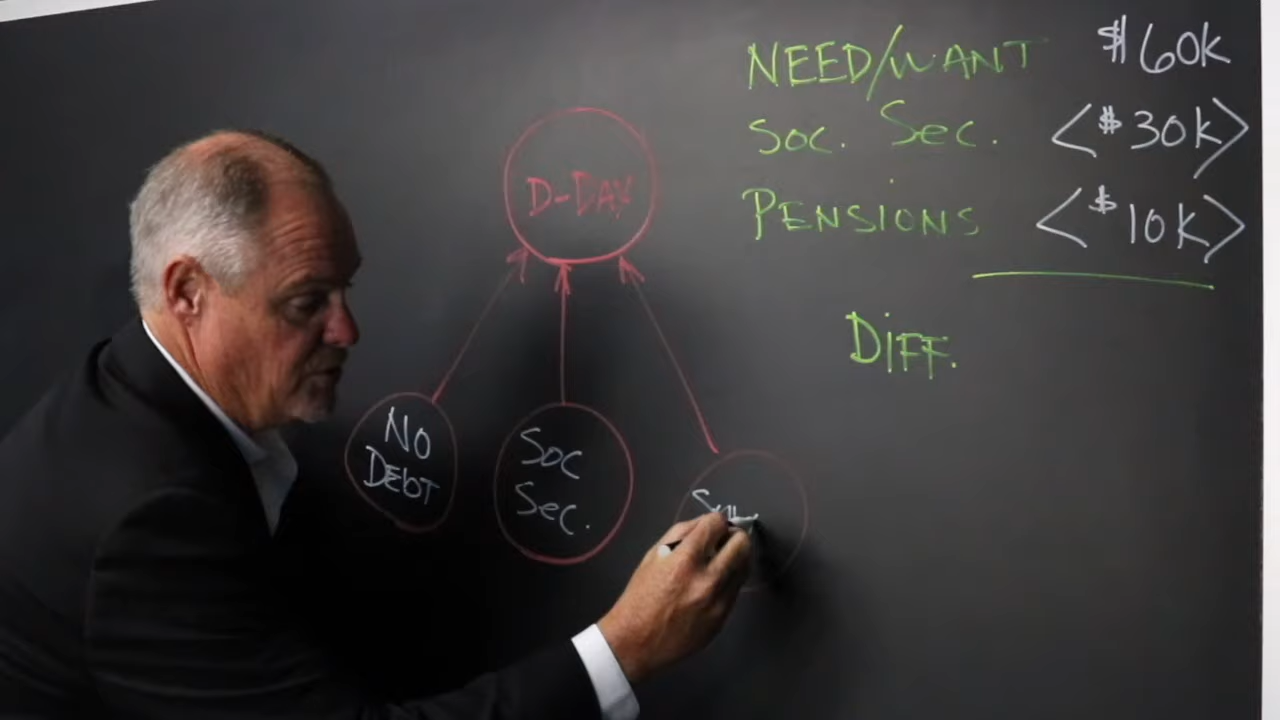 NEED/WANT $60K
Soc. Sec. <$30K>
PENSIONS <$10K>
DiFF.
D-DAY
No
Debt
Soc
Sec.